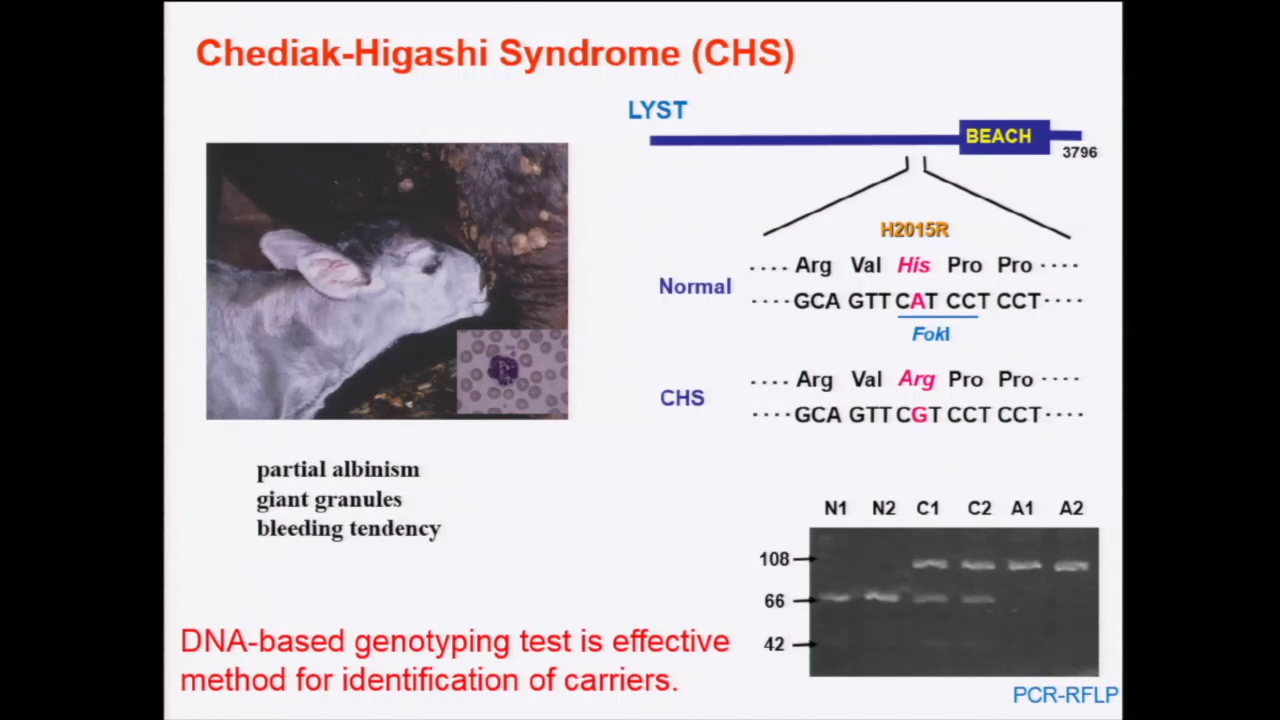 Chediak-Higashi Syndrome (CHS)
LYST
BEACH
3796
H2015R
Normal
···· Arg Val His Pro Pro ····
····GCA GTT CAT CCT CCT····
FokI
CHS
···· Arg Val Arg Pro Pro ····
····GCA GTT CGT CCT CCT····
partial albinism
giant granules
bleeding tendency
N1 N2 C1 C2 A1 A2
108
66
42
DNA-based genotyping test is effective
method for identification of carriers.
PCR-RFLP